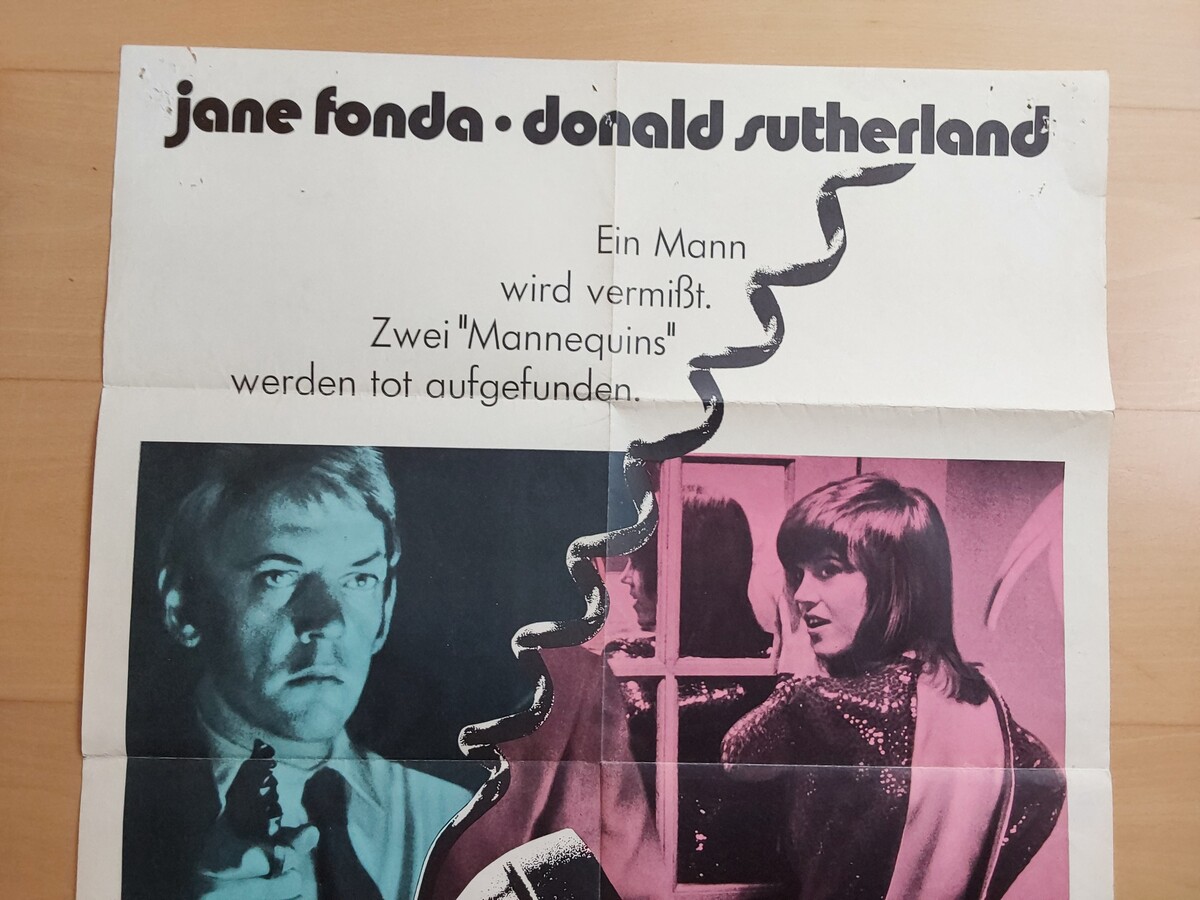 jane fonda • donald sutherland
Ein Mann
wird vermißt.
Zwei "Mannequins"
werden tot aufgefunden.